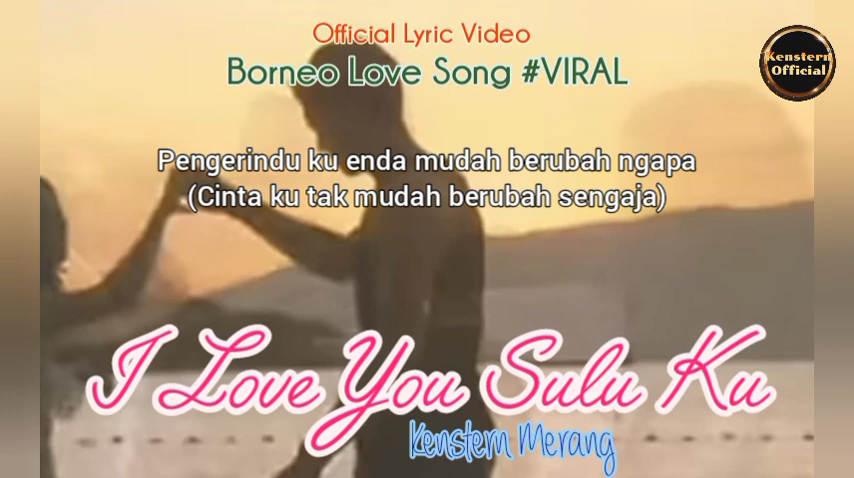 Official Lyric Video
Borneo Love Song #VIRAL
Kenstern
Official
Pengerindu ku enda mudah berubah ngapa
(Cinta ku tak mudah berubah sengaja)
I Love You Sulu Ku
Kenstern Merang